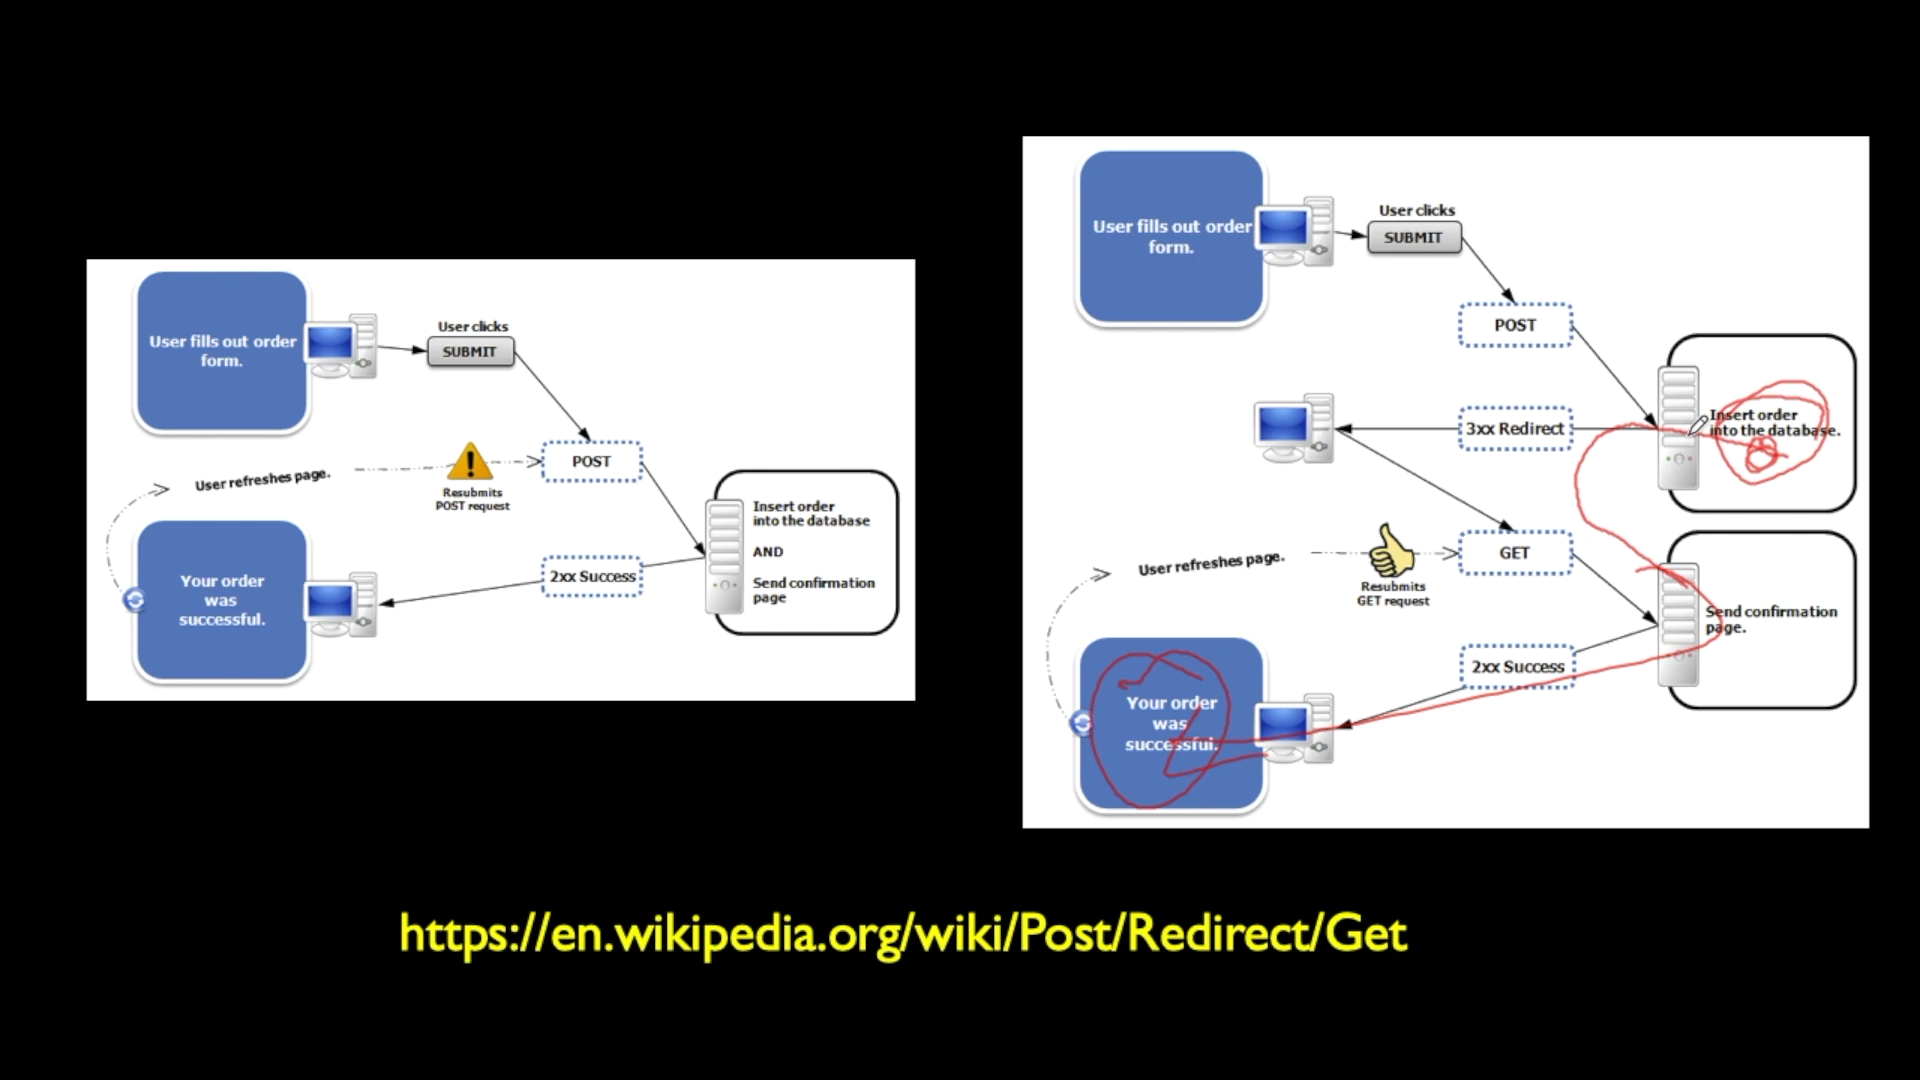 User fills out order
form.
User clicks
SUBMIT
POST
User refreshes page.
Resubmits
POST request
Insert order
into the database
AND
Send confirmation
page
2xx Success
Your order
was
successful.
User fills out order
form.
User clicks
SUBMIT
POST
Insert order
into the database.
3xx Redirect
GET
User refreshes page.
Resubmits
GET request
Send confirmation
page.
2xx Success
Your order
was
successful.
https://en.wikipedia.org/wiki/Post/Redirect/Get